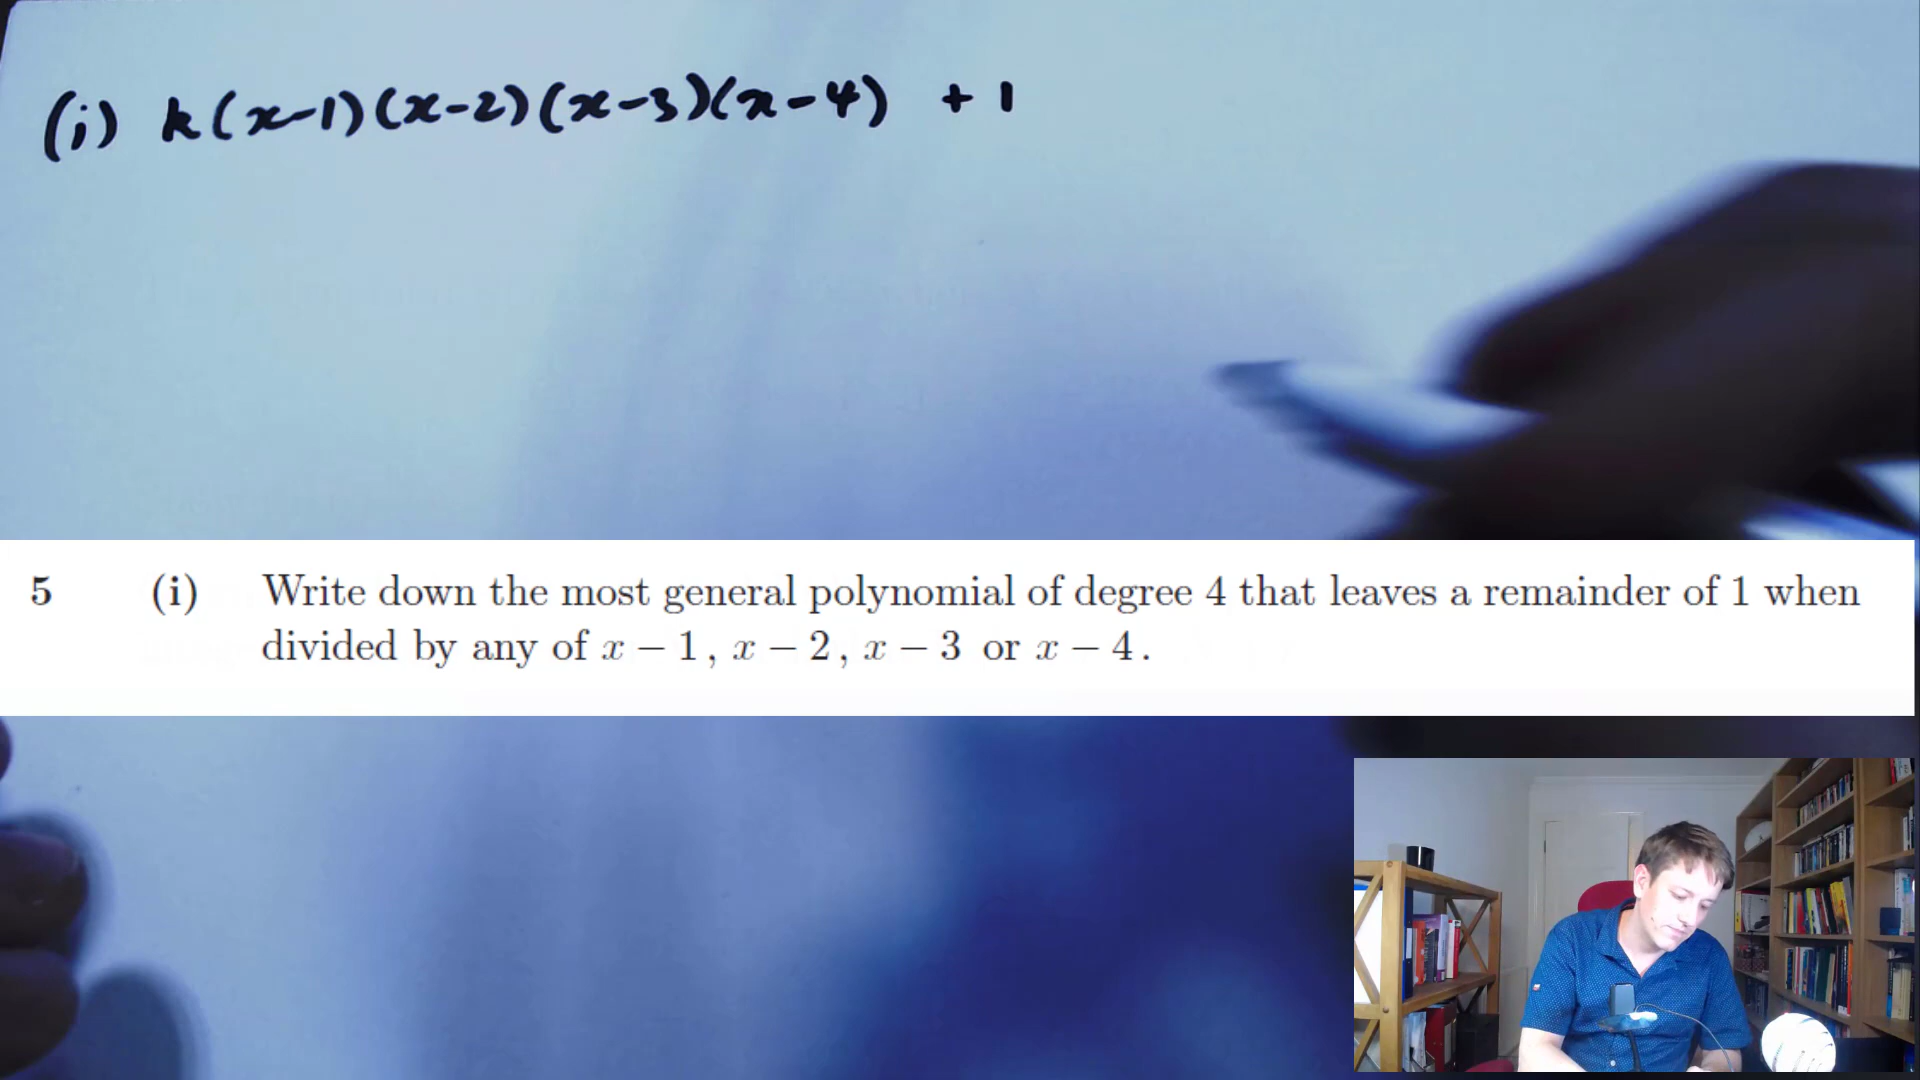 (i) k(x-1)(x-2)(x-3)(x-4) + 1
5 (i) Write down the most general polynomial of degree 4 that leaves a remainder of 1 when
divided by any of x − 1, x − 2, x − 3 or x − 4.